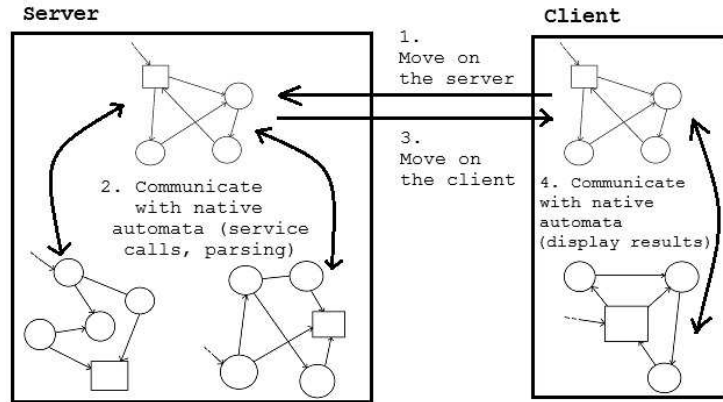 Server
Client
1.
Move on
the server
3.
Move on
the client
2. Communicate
with native
automata (service
calls, parsing)
4. Communicate
with native
automata
(display results)